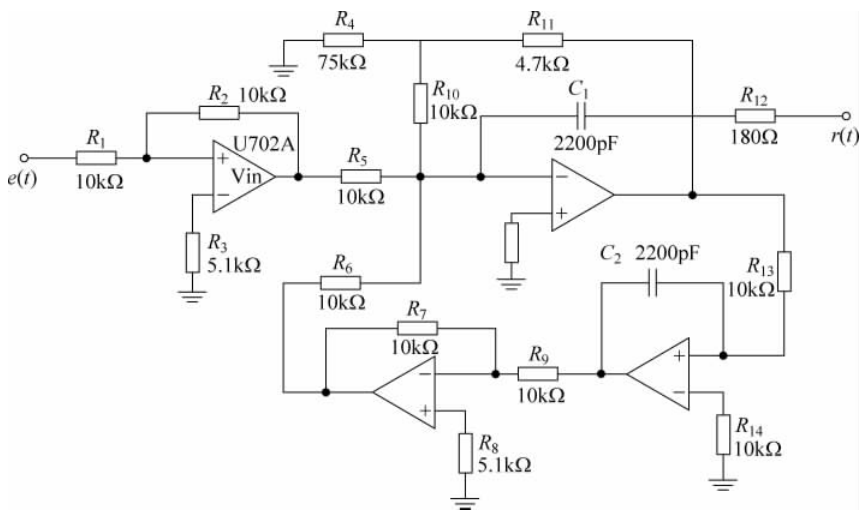 R4
75kΩ
R11
4.7kΩ
R2 10kΩ
R10
10kΩ
C1
2200pF
R12
180Ω
r(t)
R1
10kΩ
e(t)
U702A
+
Vin
−
R5
10kΩ
−
+
R3
5.1kΩ
R6
10kΩ
C2 2200pF
R13
10kΩ
R7
10kΩ
R9
10kΩ
+
−
−
+
R14
10kΩ
R8
5.1kΩ